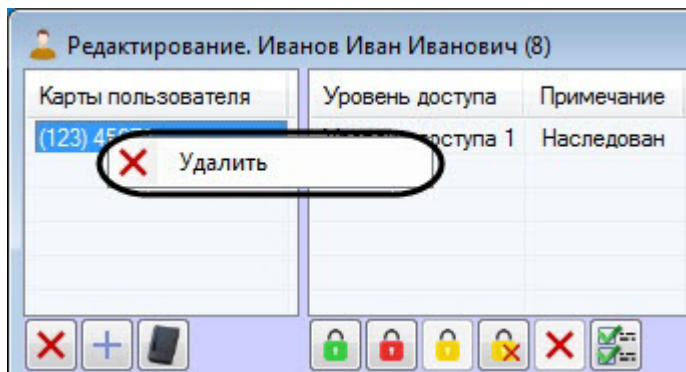 Редактирование. Иванов Иван Иванович (8)
Карты пользователя Уровень доступа Примечание
(123) доступа 1 Наследован
Удалить